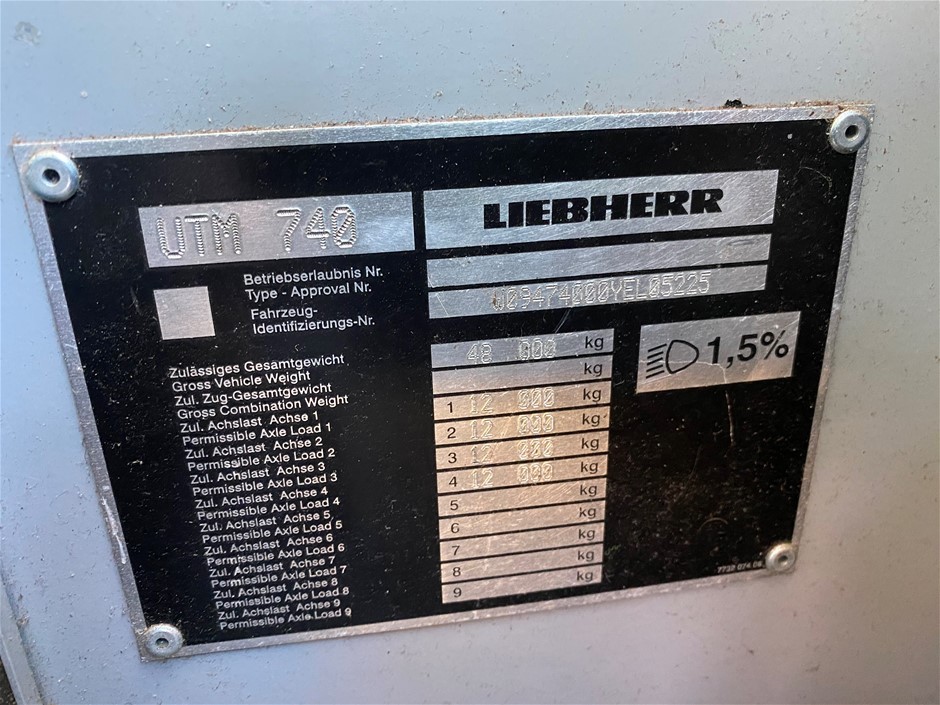 UTM 740
LIEBHERR
Betriebserlaubnis Nr.
Type - Approval Nr.
Fahrzeug-
Identifizierungs-Nr.
W09474000YEL05225
Zulässiges Gesamtgewicht
Gross Vehicle Weight
48 000 kg
Zul. Zug-Gesamtgewicht
Gross Combination Weight
kg
Zul. Achslast Achse 1
Permissible Axle Load 1
1 12 000 kg
Zul. Achslast Achse 2
Permissible Axle Load 2
2 12 000 kg
Zul. Achslast Achse 3
Permissible Axle Load 3
3 12 000 kg
Zul. Achslast Achse 4
Permissible Axle Load 4
4 12 000 kg
Zul. Achslast Achse 5
Permissible Axle Load 5
5 kg
Zul. Achslast Achse 6
Permissible Axle Load 6
6 kg
Zul. Achslast Achse 7
Permissible Axle Load 7
7 kg
Zul. Achslast Achse 8
Permissible Axle Load 8
8 kg
Zul. Achslast Achse 9
Permissible Axle Load 9
9 kg
1,5%